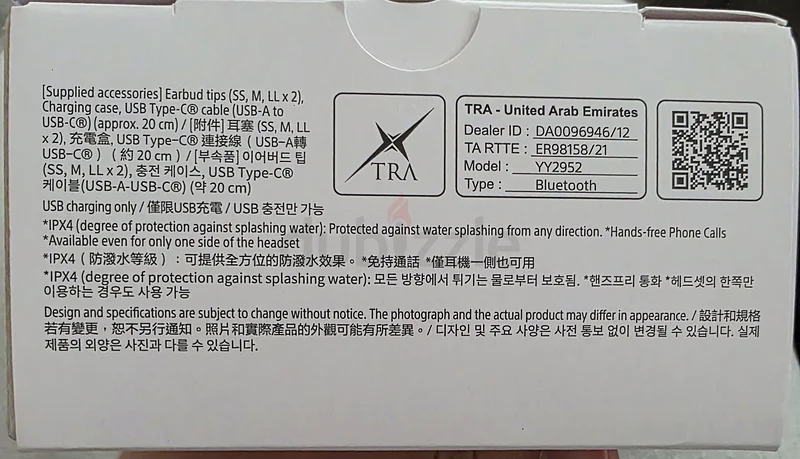 [Supplied accessories] Earbud tips (SS, M, LL x 2),
Charging case, USB Type-C® cable (USB-A to
USB-C®) (approx. 20 cm) / [附件] 耳塞 (SS, M, LL
x 2), 充電盒, USB Type-C® 連接線（USB-A轉
USB-C®）（約 20 cm）/ [부속품] 이어버드 팁
(SS, M, LL x 2), 충전 케이스, USB Type-C®
케이블(USB-A-USB-C®) (약 20 cm)
TRA
TRA - United Arab Emirates
Dealer ID : DA0096946/12
TA RTTE : ER98158/21
Model : YY2952
Type : Bluetooth
USB charging only / 僅限USB充電 / USB 충전만 가능
*IPX4 (degree of protection against splashing water): Protected against water splashing from any direction. *Hands-free Phone Calls
*Available even for only one side of the headset
*IPX4（防潑水等級）：可提供全方位的防潑水效果。 *免持通話 *僅耳機一側也可用
*IPX4 (degree of protection against splashing water): 모든 방향에서 튀기는 물로부터 보호됨. *핸즈프리 통화 *헤드셋의 한쪽만
이용하는 경우도 사용 가능
Design and specifications are subject to change without notice. The photograph and the actual product may differ in appearance. / 設計和規格
若有變更，恕不另行通知。照片和實際產品的外觀可能有所差異。/ 디자인 및 주요 사양은 사전 통보 없이 변경될 수 있습니다. 실제
제품의 외양은 사진과 다를 수 있습니다.
dubizzle